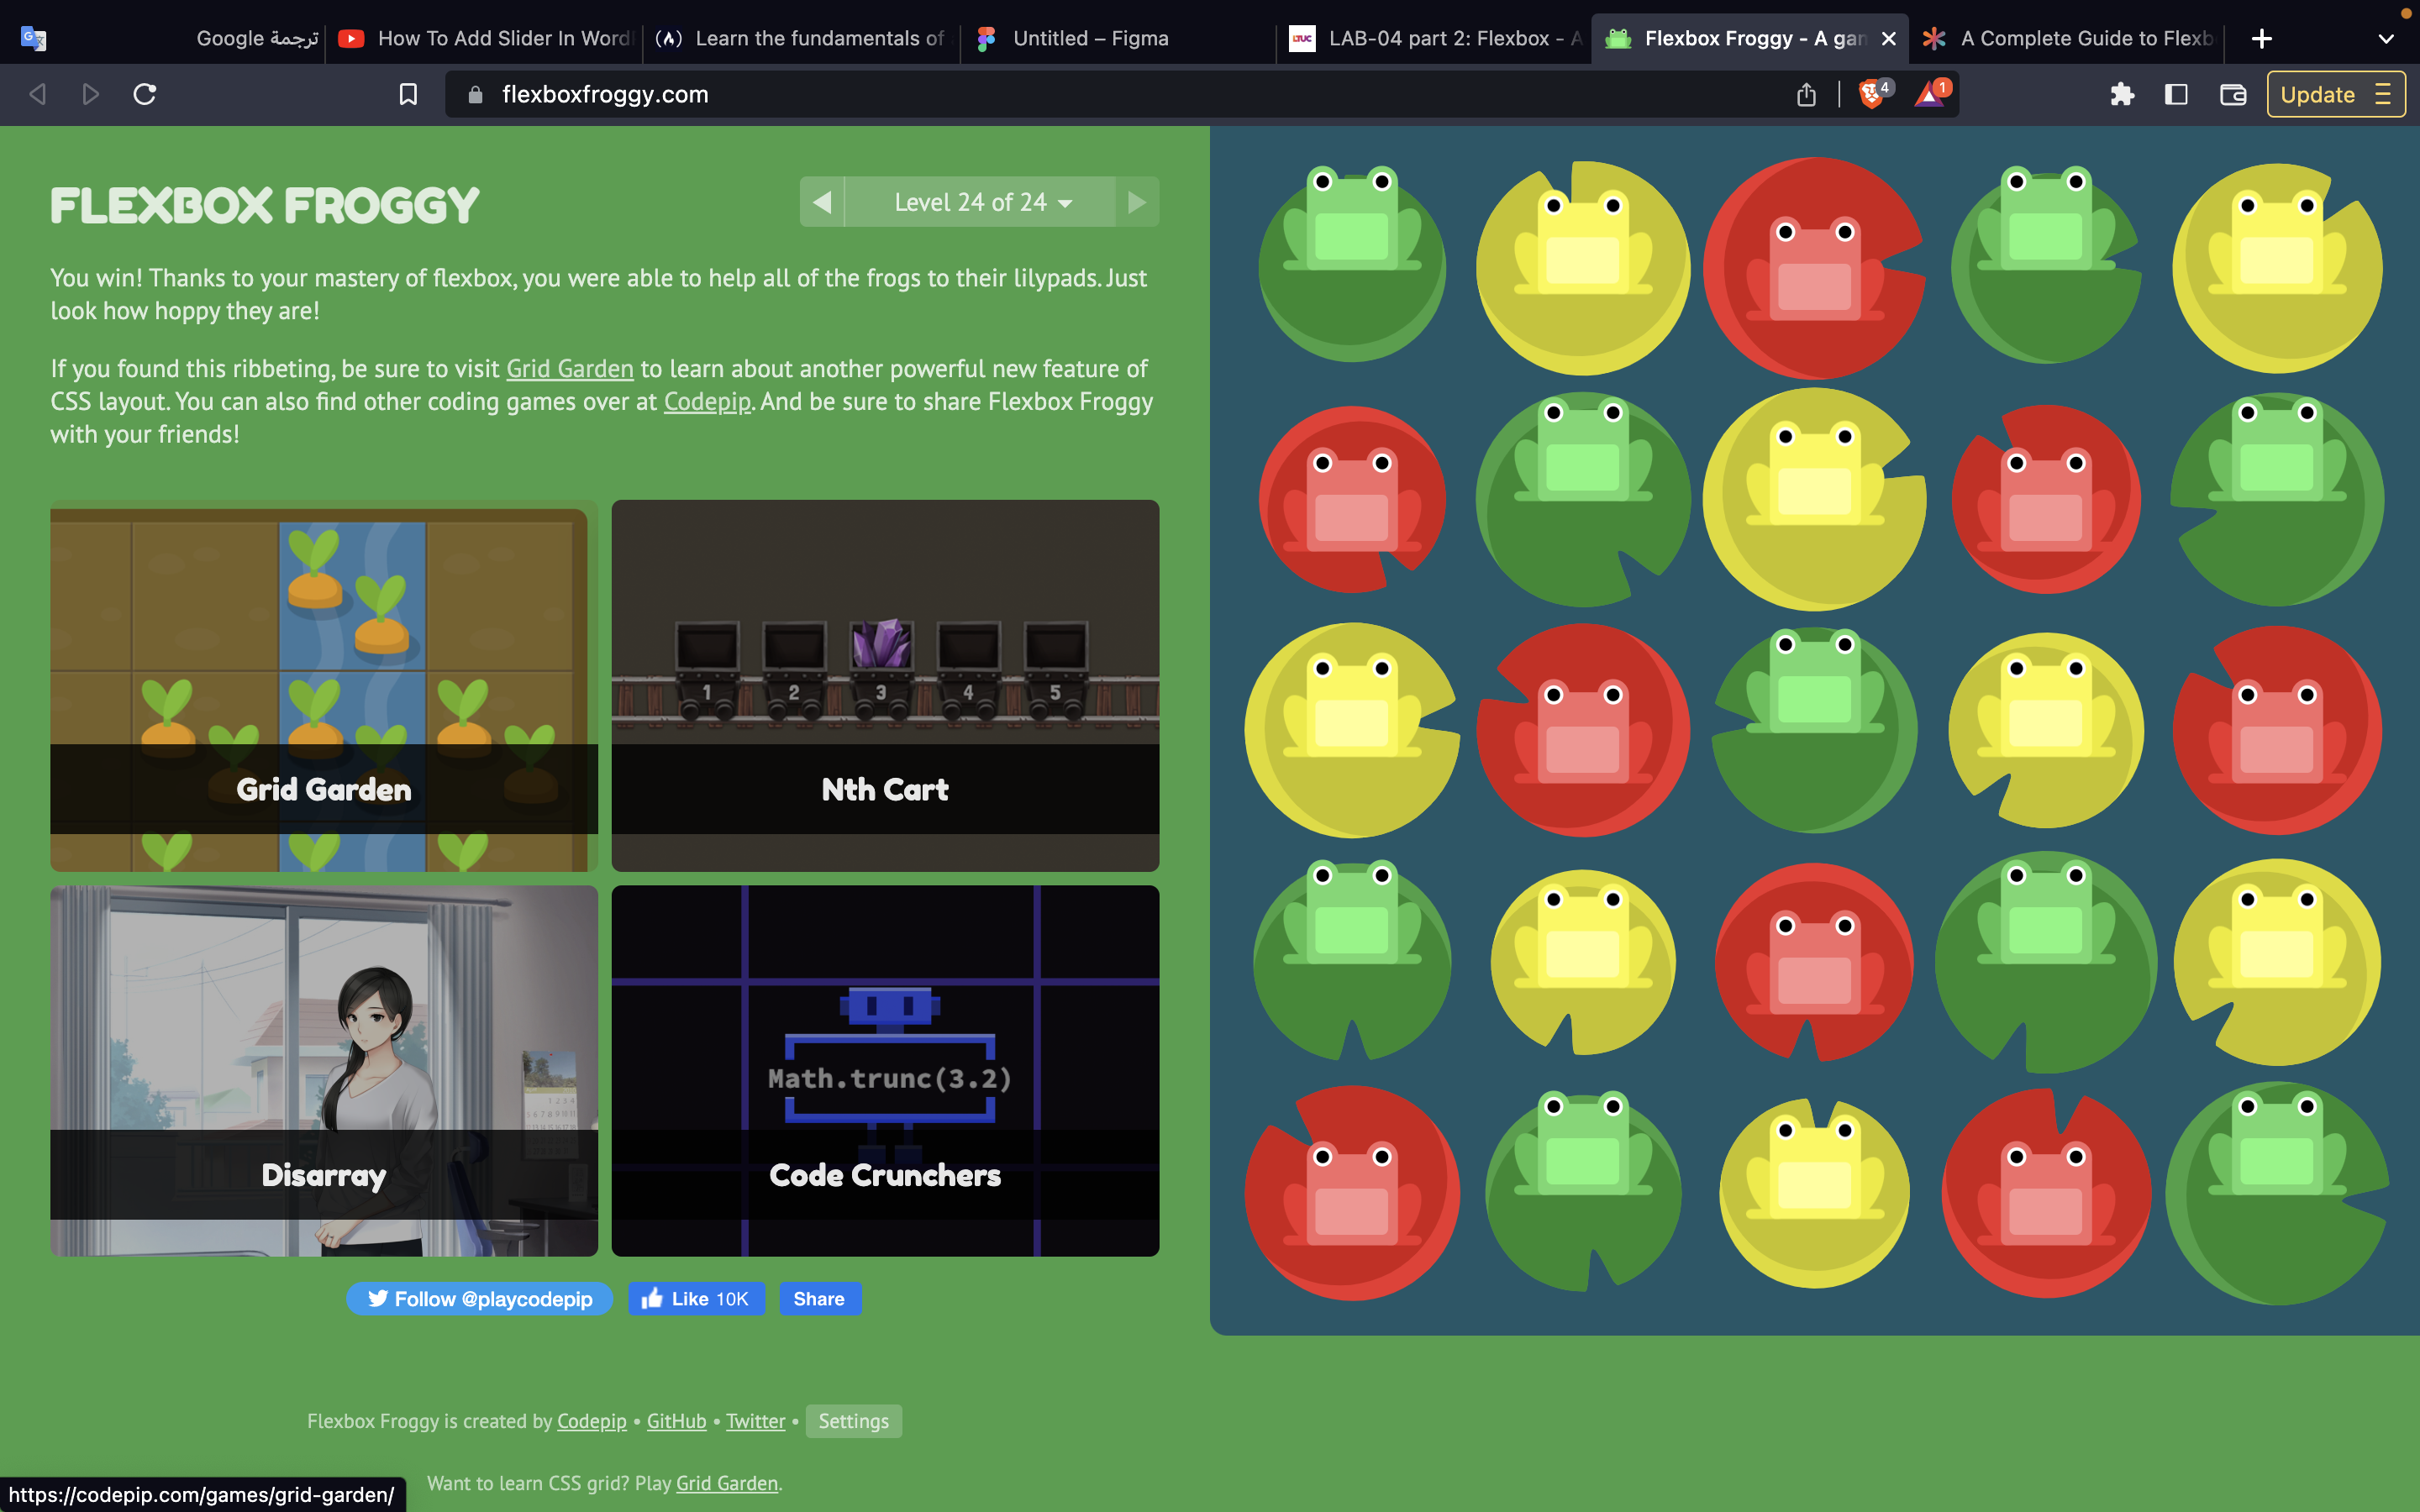 ترجمة Google
How To Add Slider In Word
Learn the fundamentals of
Untitled – Figma
LTUC
LAB-04 part 2: Flexbox - A
Flexbox Froggy - A gam
A Complete Guide to Flexb
flexboxfroggy.com
4
1
Update
FLEXBOX FROGGY
Level 24 of 24
You win! Thanks to your mastery of flexbox, you were able to help all of the frogs to their lilypads. Just
look how hoppy they are!
If you found this ribbeting, be sure to visit Grid Garden to learn about another powerful new feature of
CSS layout. You can also find other coding games over at Codepip. And be sure to share Flexbox Froggy
with your friends!
1 2 3 4 5
Grid Garden
Nth Cart
Math.trunc(3.2)
Disarray
Code Crunchers
Follow @playcodepip
Like 10K
Share
Flexbox Froggy is created by Codepip • GitHub • Twitter • Settings
Want to learn CSS grid? Play Grid Garden.
https://codepip.com/games/grid-garden/